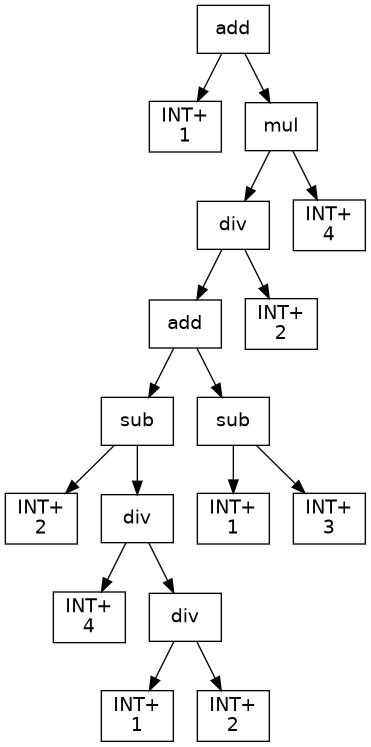 add
INT+
1
mul
div
INT+
4
add
INT+
2
sub
sub
INT+
2
div
INT+
1
INT+
3
INT+
4
div
INT+
1
INT+
2